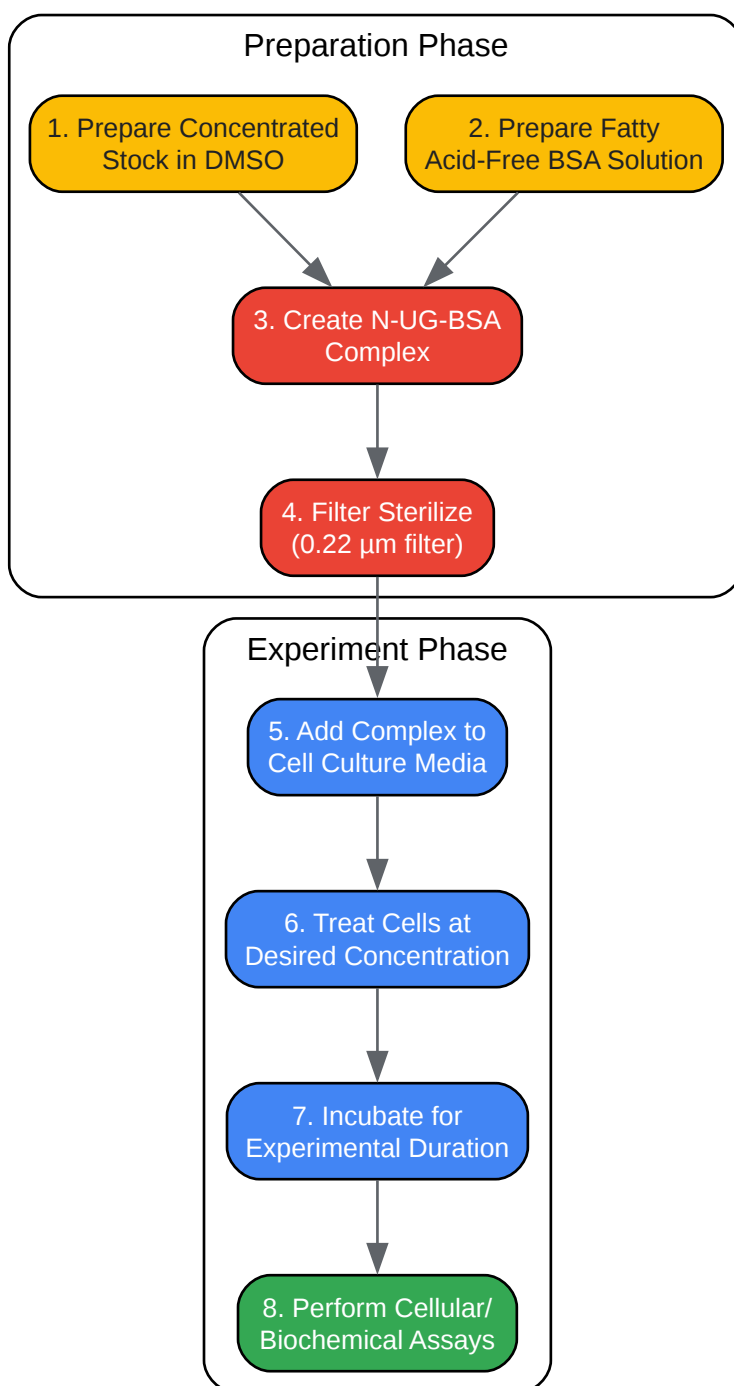 Preparation Phase
1. Prepare Concentrated
Stock in DMSO
2. Prepare Fatty
Acid-Free BSA Solution
3. Create N-UG-BSA
Complex
4. Filter Sterilize
(0.22 µm filter)
Experiment Phase
5. Add Complex to
Cell Culture Media
6. Treat Cells at
Desired Concentration
7. Incubate for
Experimental Duration
8. Perform Cellular/
Biochemical Assays